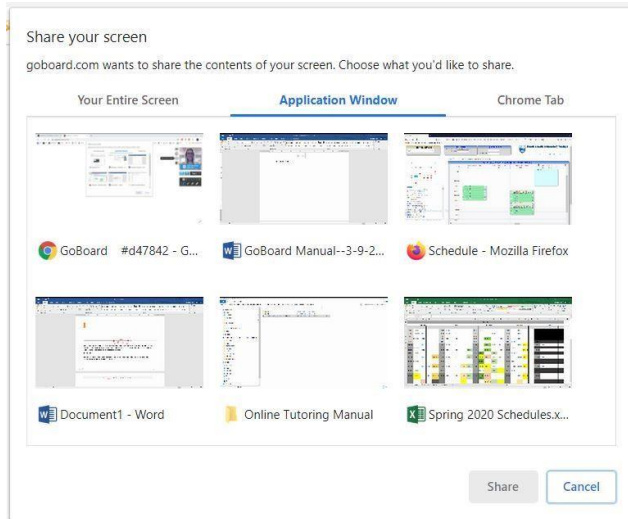 Share your screen
goboard.com wants to share the contents of your screen. Choose what you'd like to share.
Your Entire Screen Application Window Chrome Tab
GoBoard #d47842 - G... GoBoard Manual--3-9-2... Schedule - Mozilla Firefox
Document1 - Word Online Tutoring Manual Spring 2020 Schedules.x...
Share Cancel